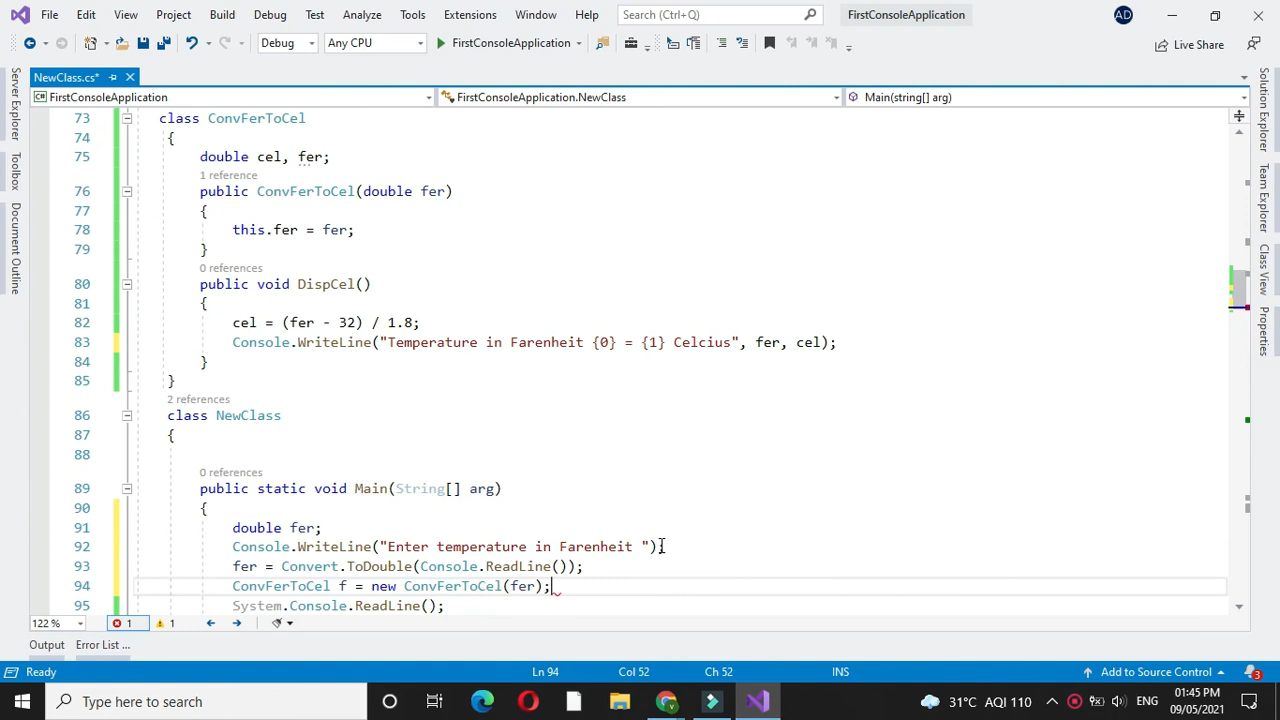 File Edit View Project Build Debug Test Analyze Tools Extensions Window Help Search (Ctrl+Q) FirstConsoleApplication AD
Debug Any CPU FirstConsoleApplication Live Share
NewClass.cs*
FirstConsoleApplication FirstConsoleApplication.NewClass Main(string[] arg)
Server Explorer
Toolbox
Document Outline
Solution Explorer
Team Explorer
Class View
Properties
73 class ConvFerToCel
74 {
75 double cel, fer;
1 reference
76 public ConvFerToCel(double fer)
77 {
78 this.fer = fer;
79 }
0 references
80 public void DispCel()
81 {
82 cel = (fer - 32) / 1.8;
83 Console.WriteLine("Temperature in Farenheit {0} = {1} Celcius", fer, cel);
84 }
85 }
2 references
86 class NewClass
87 {
88
0 references
89 public static void Main(String[] arg)
90 {
91 double fer;
92 Console.WriteLine("Enter temperature in Farenheit ");
93 fer = Convert.ToDouble(Console.ReadLine());
94 ConvFerToCel f = new ConvFerToCel(fer);
95 System.Console.ReadLine();
122 % 1 1
Output Error List ...
Ready Ln 94 Col 52 Ch 52 INS Add to Source Control 3
Type here to search 31°C AQI 110 01:45 PM
09/05/2021